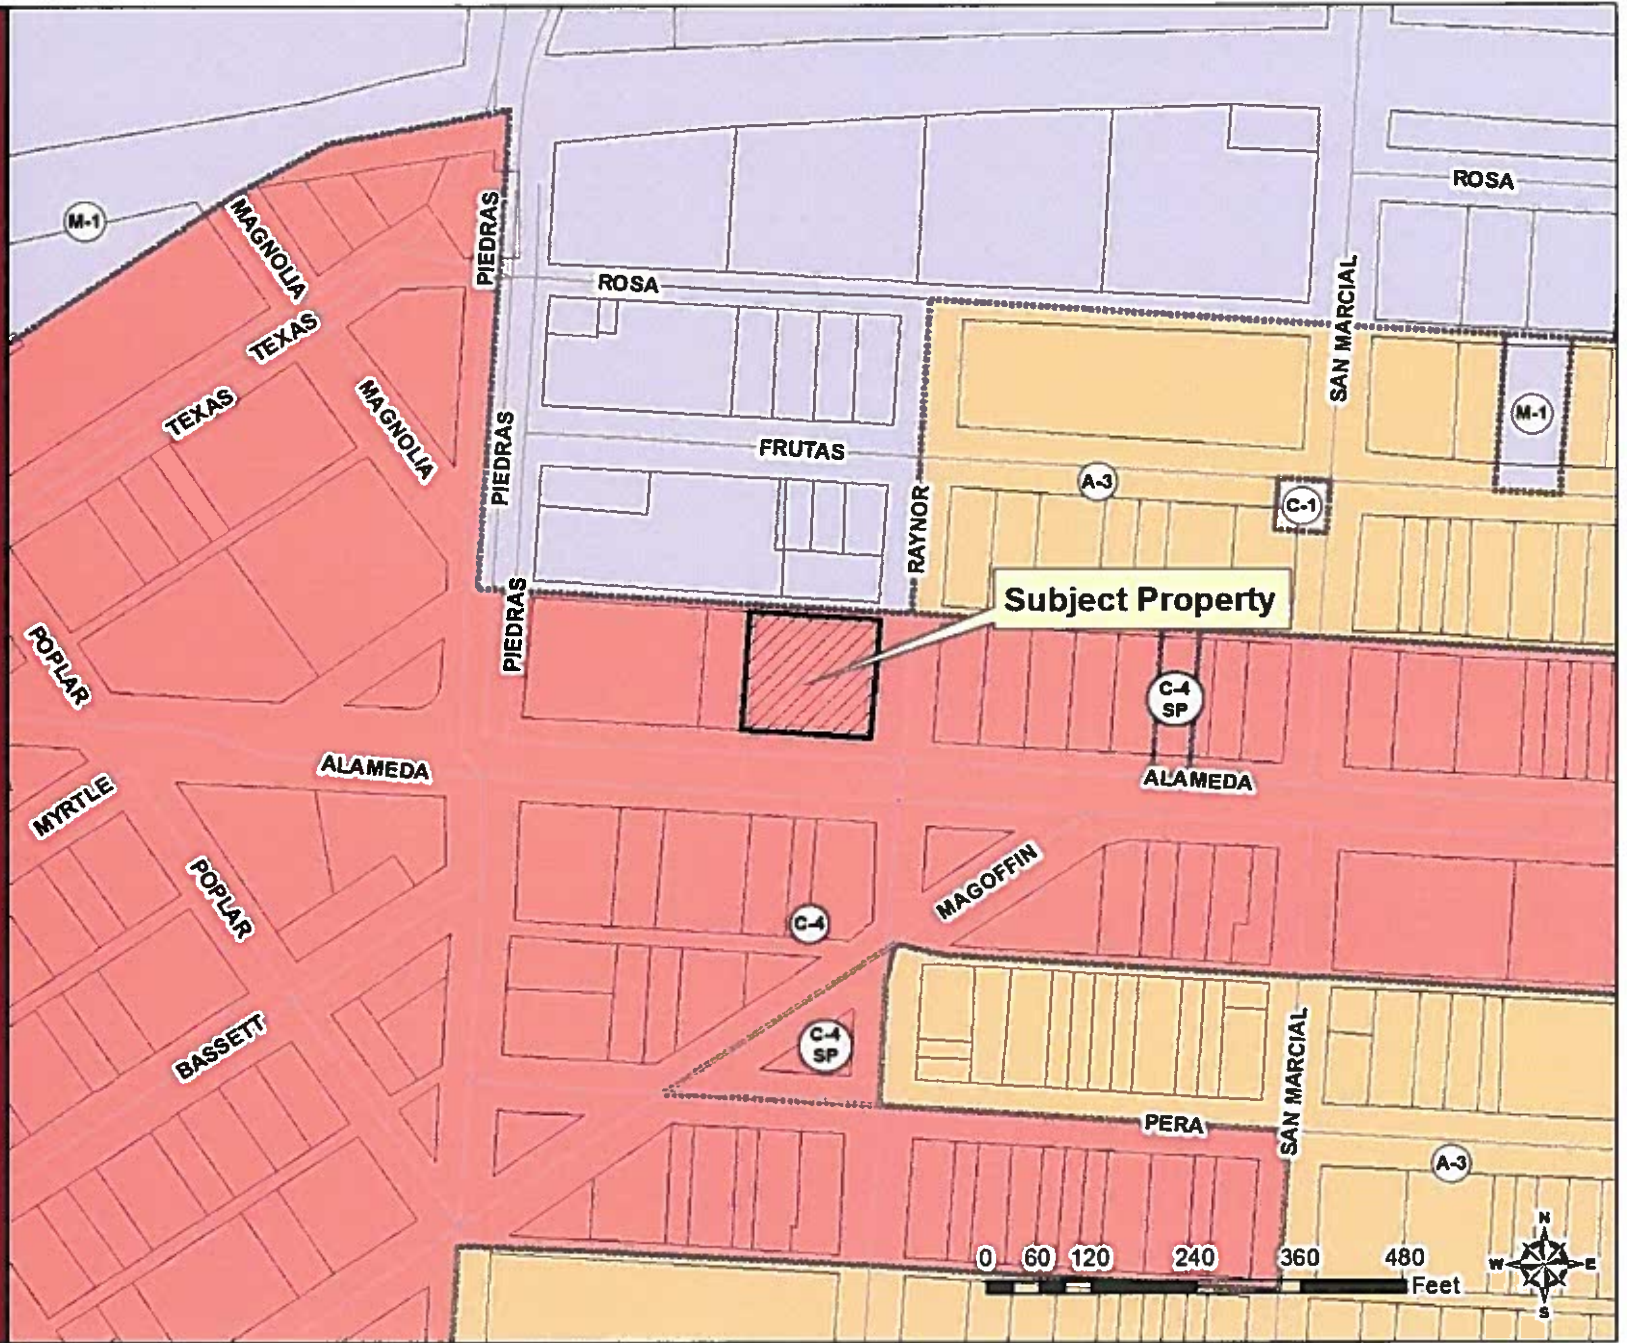 ROSA
M-1
MAGNOLIA
PIEDRAS
ROSA
SAN MARCIAL
TEXAS
TEXAS
MAGNOLIA
M-1
PIEDRAS
FRUTAS
A-3
RAYNOR
C-1
PIEDRAS
Subject Property
POPLAR
C-4
SP
ALAMEDA
ALAMEDA
MYRTLE
POPLAR
MAGOFFIN
C-4
BASSETT
C-4
SP
SAN MARCIAL
PERA
A-3
0 60 120 240 360 480
Feet
N
W E
S